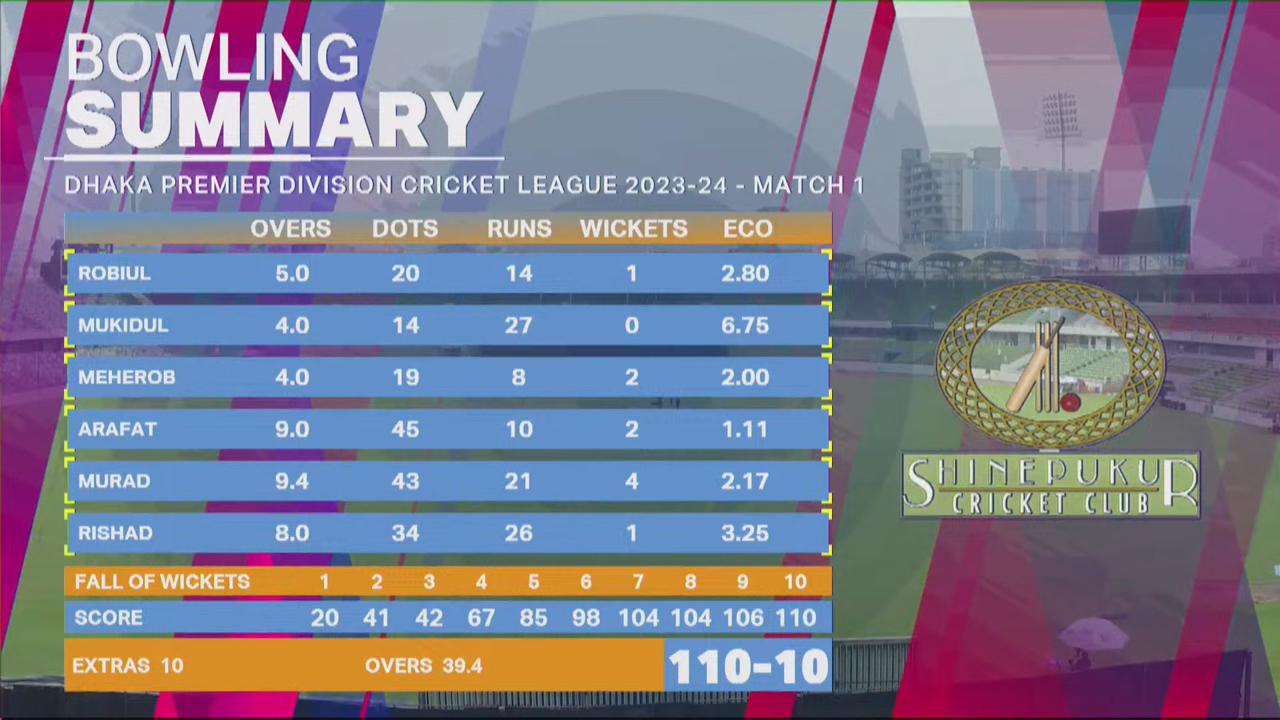 BOWLING
SUMMARY
DHAKA PREMIER DIVISION CRICKET LEAGUE 2023-24 - MATCH 1
OVERS DOTS RUNS WICKETS ECO
ROBIUL 5.0 20 14 1 2.80
MUKIDUL 4.0 14 27 0 6.75
MEHEROB 4.0 19 8 2 2.00
ARAFAT 9.0 45 10 2 1.11
MURAD 9.4 43 21 4 2.17
RISHAD 8.0 34 26 1 3.25
FALL OF WICKETS 1 2 3 4 5 6 7 8 9 10
SCORE 20 41 42 67 85 98 104 104 106 110
EXTRAS 10 OVERS 39.4 110-10
SHINEPUKUR
CRICKET CLUB